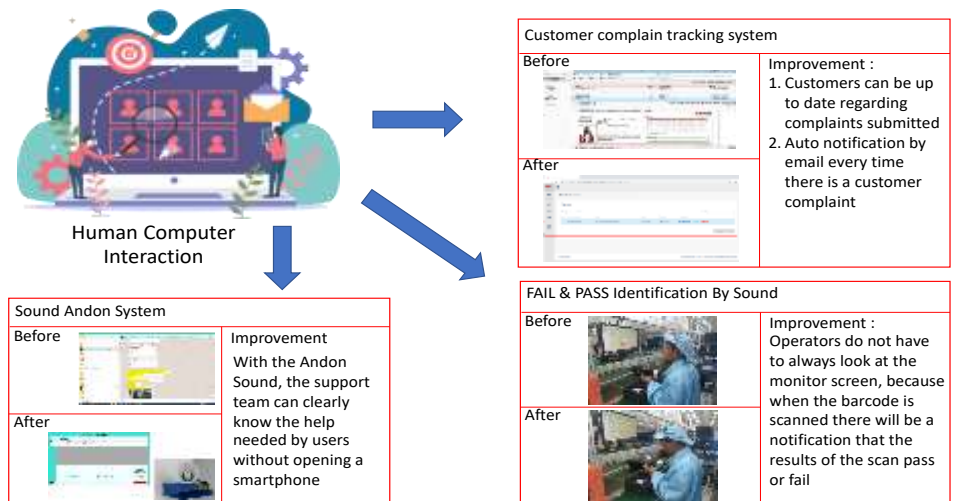 Human Computer
Interaction
Customer complain tracking system
Before
Improvement :
1. Customers can be up
to date regarding
complaints submitted
2. Auto notification by
email every time
there is a customer
complaint
After
Sound Andon System
Before
Improvement
With the Andon
Sound, the support
team can clearly
know the help
needed by users
without opening a
smartphone
After
FAIL & PASS Identification By Sound
Before
Improvement :
Operators do not have
to always look at the
monitor screen, because
when the barcode is
scanned there will be a
notification that the
results of the scan pass
or fail
After